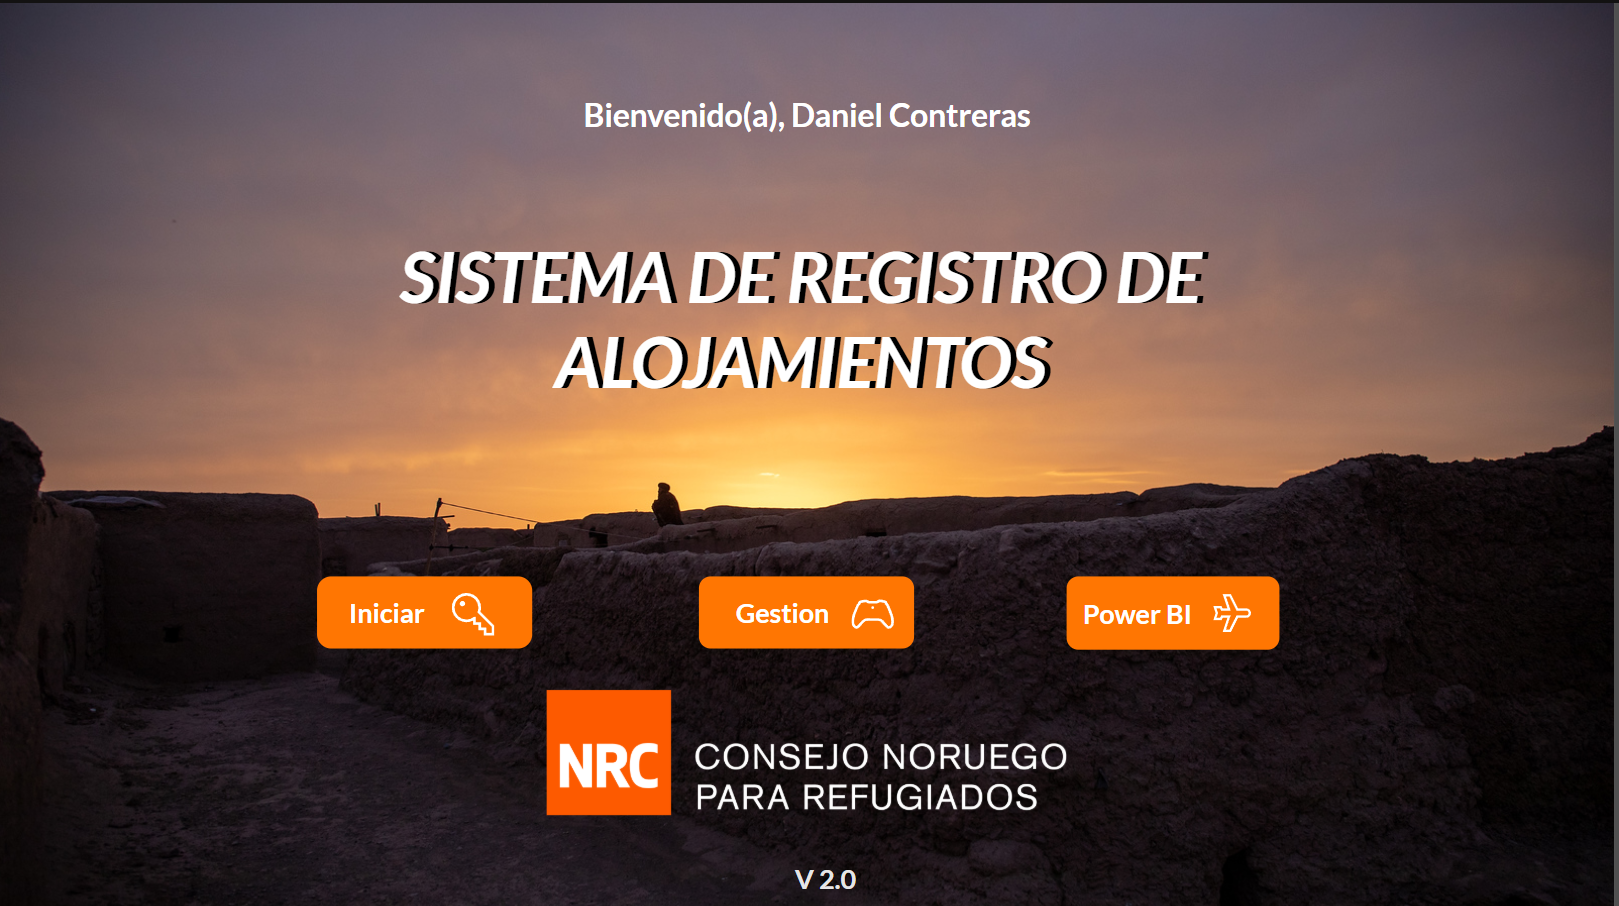 Bienvenido(a), Daniel Contreras
SISTEMA DE REGISTRO DE
ALOJAMIENTOS
Iniciar
Gestion
Power BI
NRC
CONSEJO NORUEGO
PARA REFUGIADOS
V 2.0